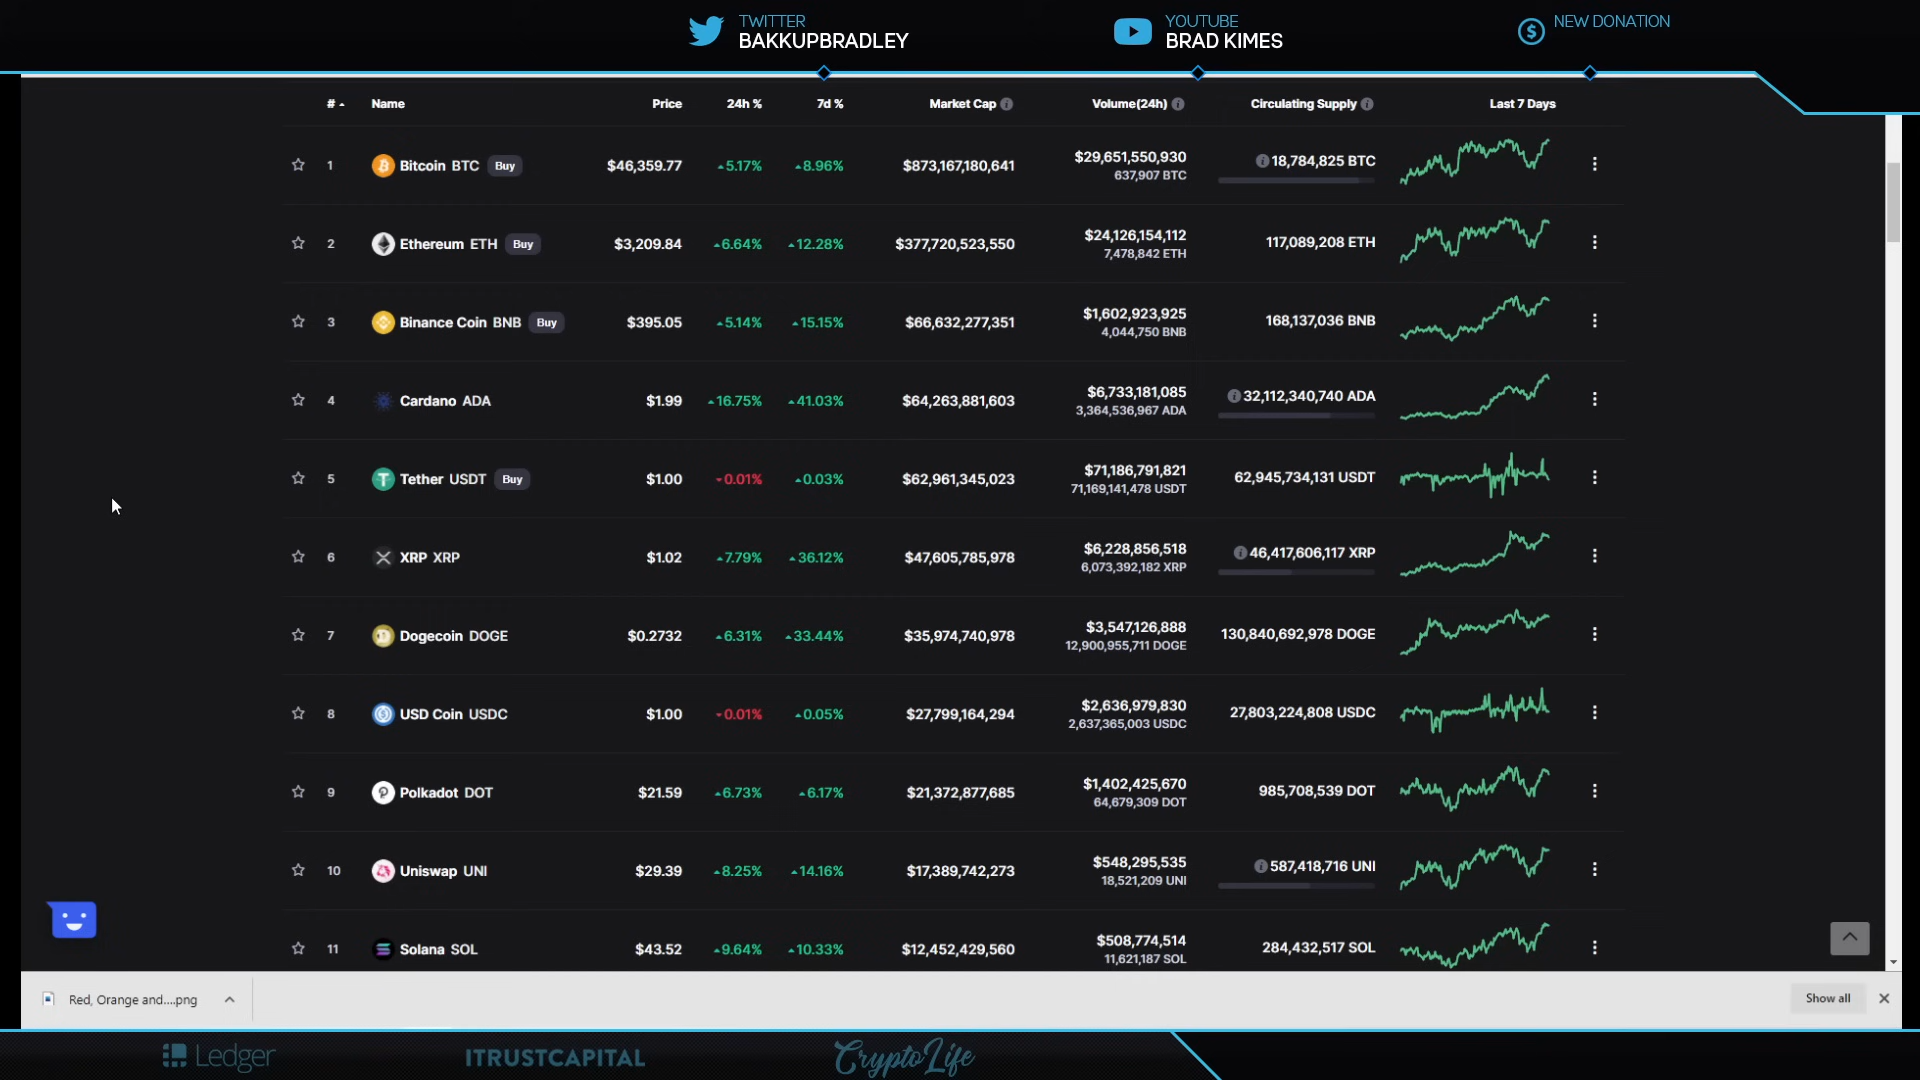 TWITTER
BAKKUPBRADLEY
YOUTUBE
BRAD KIMES
NEW DONATION
# Name Price 24h % 7d % Market Cap Volume(24h) Circulating Supply Last 7 Days
1 Bitcoin BTC Buy $46,359.77 5.17% 8.96% $873,167,180,641 $29,651,550,930 18,784,825 BTC
637,907 BTC
2 Ethereum ETH Buy $3,209.84 6.64% 12.28% $377,720,523,550 $24,126,154,112 117,089,208 ETH
7,478,842 ETH
3 Binance Coin BNB Buy $395.05 5.14% 15.15% $66,632,277,351 $1,602,923,925 168,137,036 BNB
4,044,750 BNB
4 Cardano ADA $1.99 16.75% 41.03% $64,263,881,603 $6,733,181,085 32,112,340,740 ADA
3,364,536,967 ADA
5 Tether USDT Buy $1.00 0.01% 0.03% $62,961,345,023 $71,186,791,821 62,945,734,131 USDT
71,169,141,478 USDT
6 XRP XRP $1.02 7.79% 36.12% $47,605,785,978 $6,228,856,518 46,417,606,117 XRP
6,073,392,182 XRP
7 Dogecoin DOGE $0.2732 6.31% 33.44% $35,974,740,978 $3,547,126,888 130,840,692,978 DOGE
12,900,955,711 DOGE
8 USD Coin USDC $1.00 0.01% 0.05% $27,799,164,294 $2,636,979,830 27,803,224,808 USDC
2,637,365,003 USDC
9 Polkadot DOT $21.59 6.73% 6.17% $21,372,877,685 $1,402,425,670 985,708,539 DOT
64,679,309 DOT
10 Uniswap UNI $29.39 8.25% 14.16% $17,389,742,273 $548,295,535 587,418,716 UNI
18,521,209 UNI
11 Solana SOL $43.52 9.64% 10.33% $12,452,429,560 $508,774,514 284,432,517 SOL
11,621,187 SOL
Red, Orange and....png
Show all
Ledger
ITRUSTCAPITAL
CryptoLife